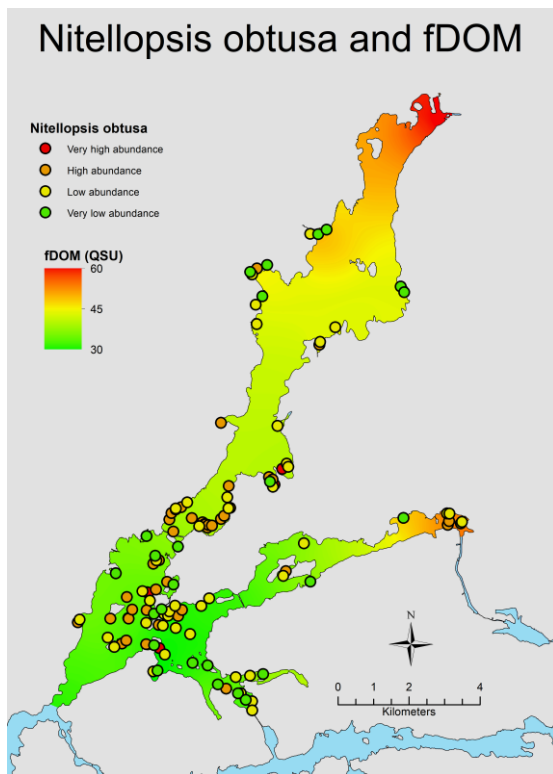 Nitellopsis obtusa and fDOM
Nitellopsis obtusa
Very high abundance
High abundance
Low abundance
Very low abundance
fDOM (QSU)
60
45
30
N
0 1 2 4
Kilometers